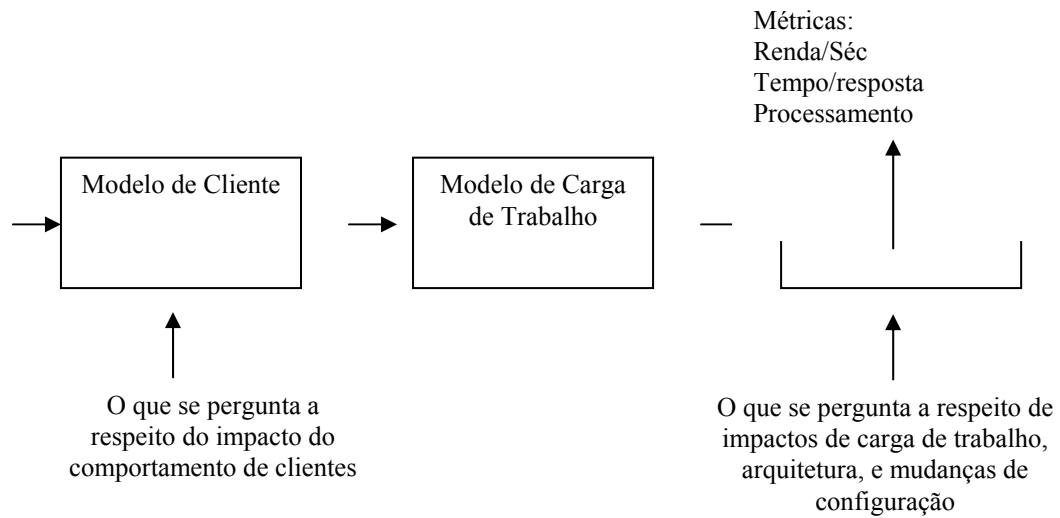 Métricas:
Renda/Séc
Tempo/resposta
Processamento
Modelo de Cliente
Modelo de Carga
de Trabalho
O que se pergunta a
respeito do impacto do
comportamento de clientes
O que se pergunta a respeito de
impactos de carga de trabalho,
arquitetura, e mudanças de
configuração